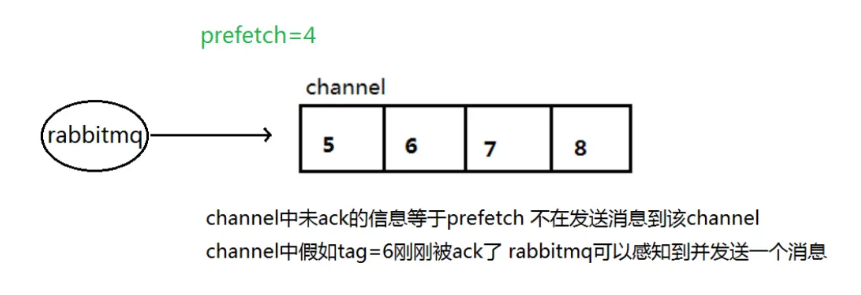 prefetch=4
channel
rabbitmq
5 6 7 8
channel中未ack的信息等于prefetch 不在发送消息到该channel
channel中假如tag=6刚刚被ack了 rabbitmq可以感知到并发送一个消息